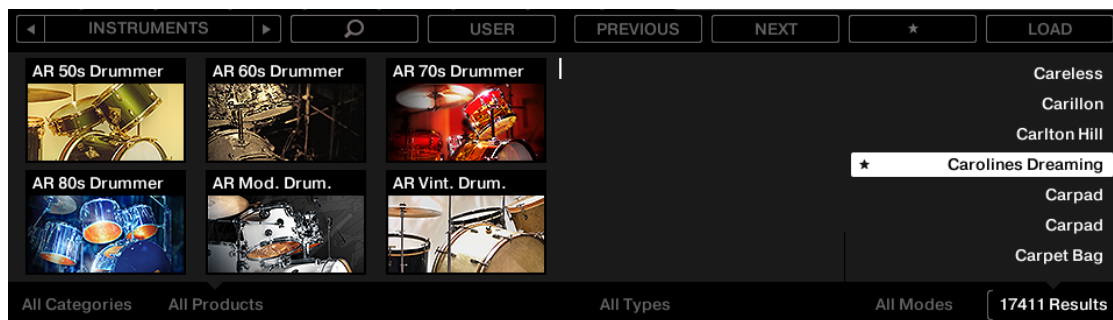 INSTRUMENTS
USER
PREVIOUS
NEXT
LOAD
AR 50s Drummer
AR 60s Drummer
AR 70s Drummer
AR 80s Drummer
AR Mod. Drum.
AR Vint. Drum.
Careless
Carillon
Carlton Hill
Carolines Dreaming
Carpad
Carpad
Carpet Bag
All Categories
All Products
All Types
All Modes
17411 Results